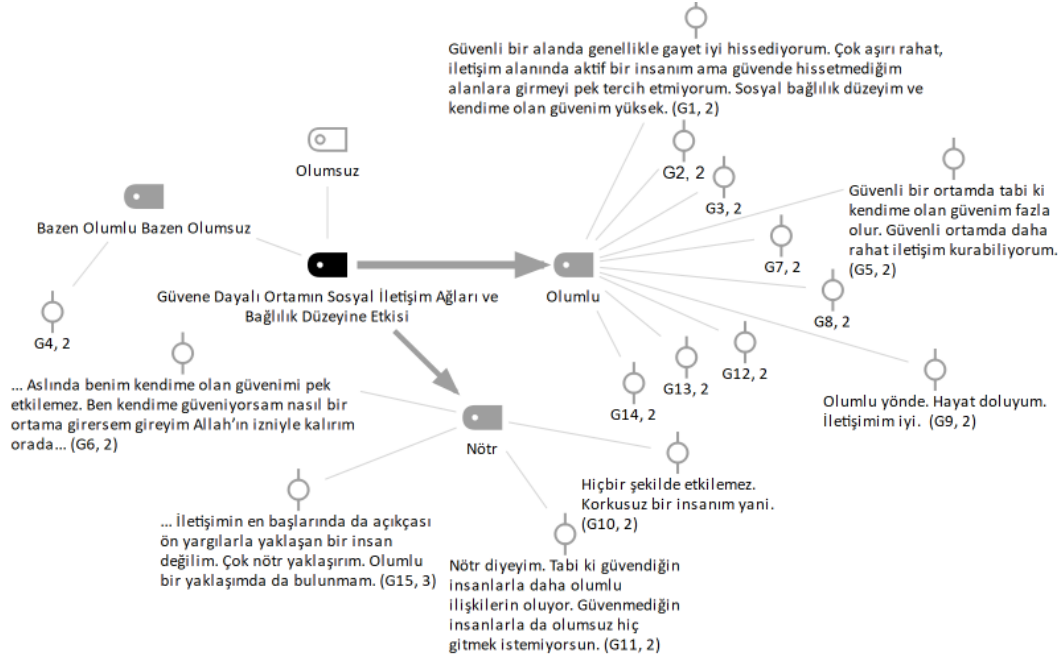 Güvenli bir alanda genellikle gayet iyi hissediyorum. Çok aşırı rahat,
iletişim alanında aktif bir insanım ama güvende hissetmediğim
alanlara girmeyi pek tercih etmiyorum. Sosyal bağlılık düzeyim ve
kendime olan güvenim yüksek. (G1, 2)
Olumsuz
G2, 2
G3, 2
Güvenli bir ortamda tabi ki
kendime olan güvenim fazla
olur. Güvenli ortamda daha
rahat iletişim kurabiliyorum.
(G5, 2)
Bazen Olumlu Bazen Olumsuz
G7, 2
Güvene Dayalı Ortamın Sosyal İletişim Ağları ve
Bağlılık Düzeyine Etkisi
Olumlu
G8, 2
G4, 2
G12, 2
G13, 2
G14, 2
Olumlu yönde. Hayat doluyum.
İletişimim iyi. (G9, 2)
... Aslında benim kendime olan güvenimi pek
etkilemez. Ben kendime güveniyorsam nasıl bir
ortama girersem gireyim Allah'ın izniyle kalırım
orada... (G6, 2)
Nötr
Hiçbir şekilde etkilemez.
Korkusuz bir insanım yani.
(G10, 2)
... İletişimin en başlarında da açıkçası
ön yargılarla yaklaşan bir insan
değilim. Çok nötr yaklaşırım. Olumlu
bir yaklaşımda da bulunmam. (G15, 3)
Nötr diyeyim. Tabi ki güvendiğin
insanlarla daha olumlu
ilişkilerin oluyor. Güvenmediğin
insanlarla da olumsuz hiç
gitmek istemiyorsun. (G11, 2)